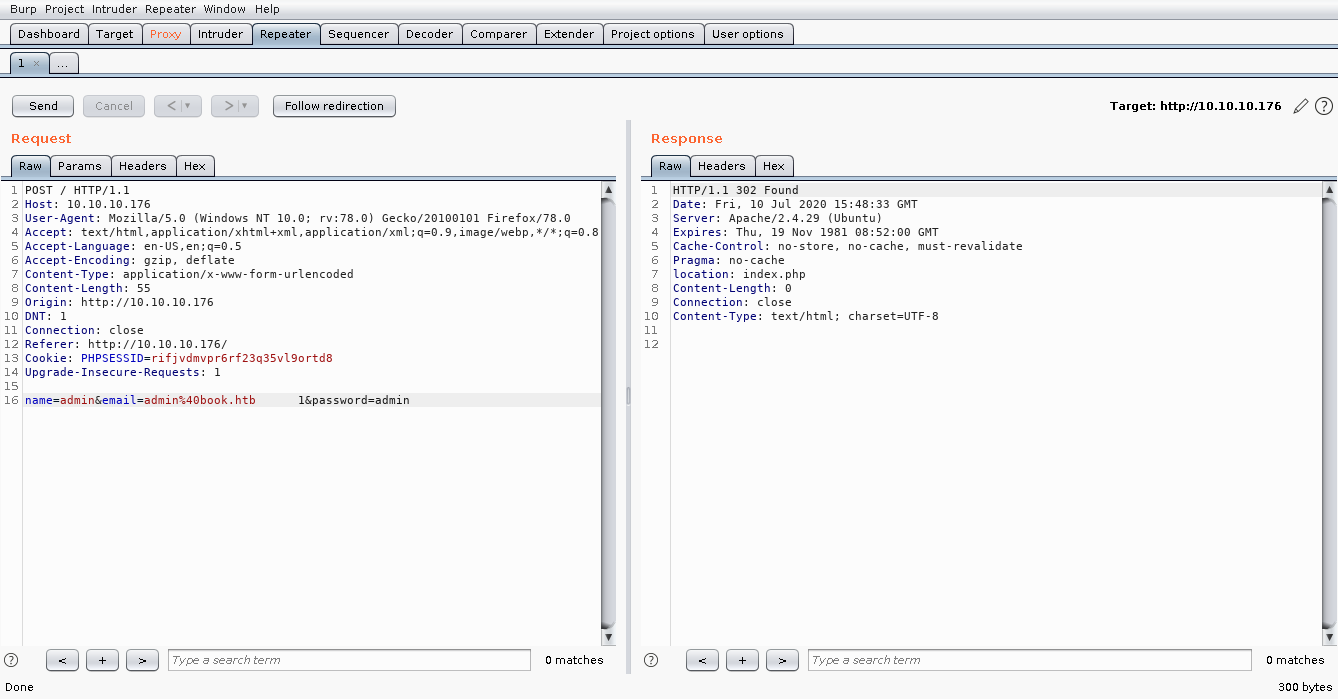 Burp Project Intruder Repeater Window Help
Dashboard Target Proxy Intruder Repeater Sequencer Decoder Comparer Extender Project options User options
1 × ...
Send Cancel < ▼ > ▼ Follow redirection Target: http://10.10.10.176 ?
Request
Raw Params Headers Hex
1 POST / HTTP/1.1
2 Host: 10.10.10.176
3 User-Agent: Mozilla/5.0 (Windows NT 10.0; rv:78.0) Gecko/20100101 Firefox/78.0
4 Accept: text/html,application/xhtml+xml,application/xml;q=0.9,image/webp,*/*;q=0.8
5 Accept-Language: en-US,en;q=0.5
6 Accept-Encoding: gzip, deflate
7 Content-Type: application/x-www-form-urlencoded
8 Content-Length: 55
9 Origin: http://10.10.10.176
10 DNT: 1
11 Connection: close
12 Referer: http://10.10.10.176/
13 Cookie: PHPSESSID=rifjvdmvpr6rf23q35vl9ortd8
14 Upgrade-Insecure-Requests: 1
15
16 name=admin&email=admin%40book.htb      1&password=admin
? < + > Type a search term 0 matches
Response
Raw Headers Hex
1 HTTP/1.1 302 Found
2 Date: Fri, 10 Jul 2020 15:48:33 GMT
3 Server: Apache/2.4.29 (Ubuntu)
4 Expires: Thu, 19 Nov 1981 08:52:00 GMT
5 Cache-Control: no-store, no-cache, must-revalidate
6 Pragma: no-cache
7 location: index.php
8 Content-Length: 0
9 Connection: close
10 Content-Type: text/html; charset=UTF-8
11
12
? < + > Type a search term 0 matches
Done 300 bytes